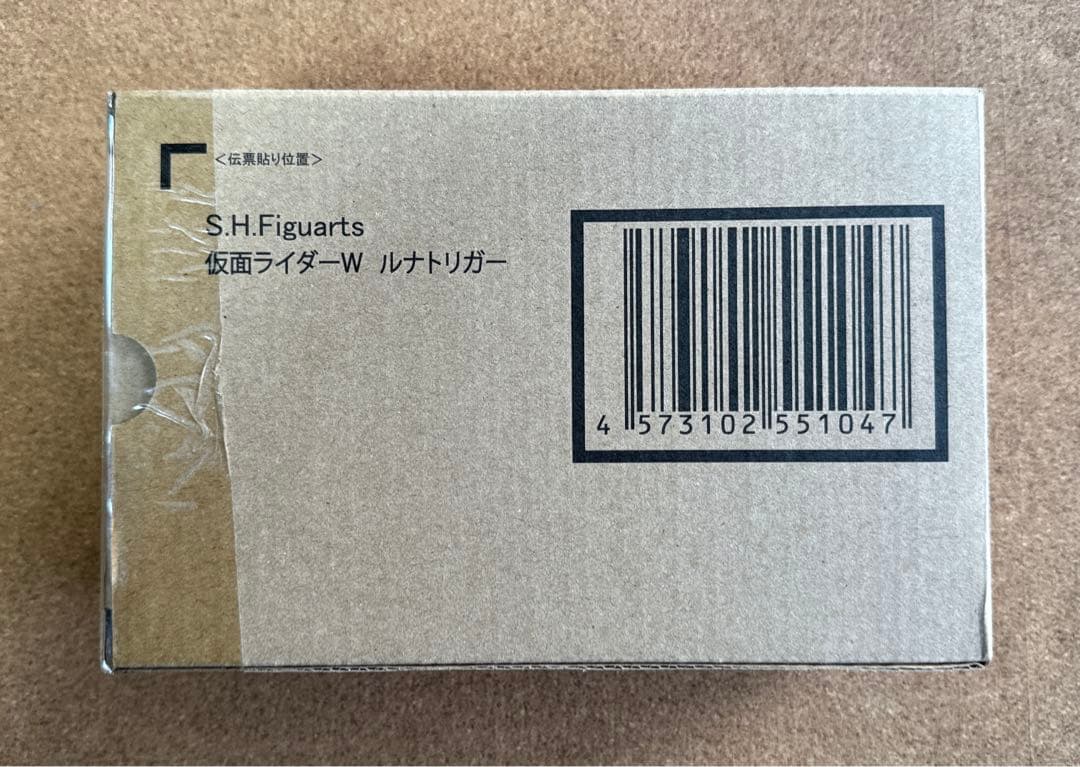 ＜伝票貼り位置＞
S.H.Figuarts
仮面ライダーW ルナトリガー
4 573102 551047